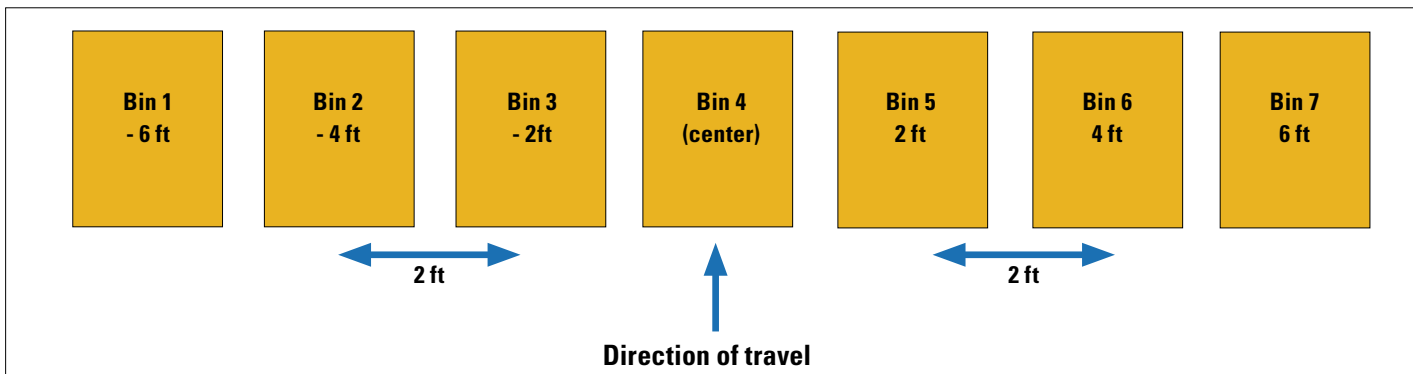 Bin 1
- 6 ft
Bin 2
- 4 ft
Bin 3
- 2ft
Bin 4
(center)
Bin 5
2 ft
Bin 6
4 ft
Bin 7
6 ft
2 ft
2 ft
Direction of travel